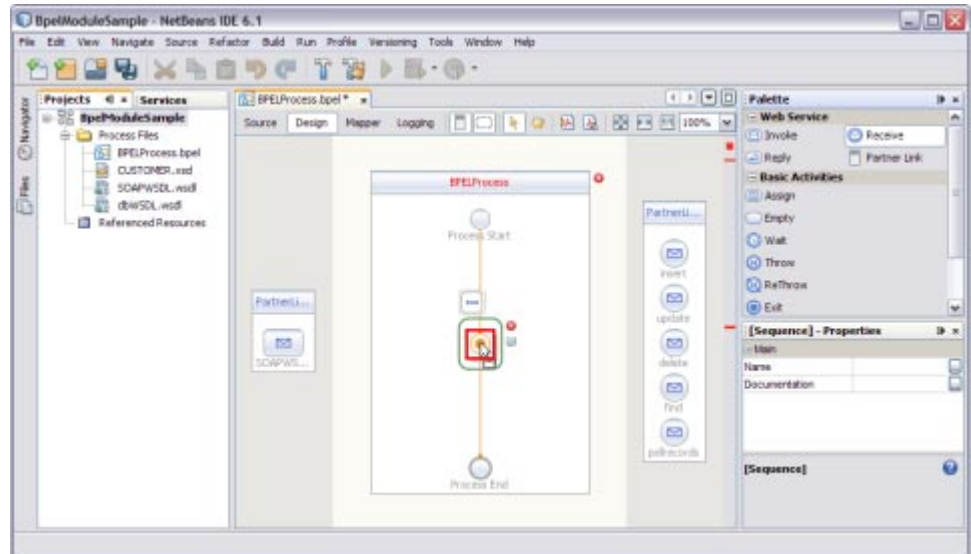 BpelModuleSample - NetBeans IDE 6.1
File Edit View Navigate Source Refactor Build Run Profile Versioning Tools Window Help
Navigator
Files
Projects
Services
BpelModuleSample
Process Files
BPELProcess.bpel
CUSTOMER.xsd
SOAPWSDL.wsdl
dbWSDL.wsdl
Referenced Resources
BPELProcess.bpel *
Source Design Mapper Logging 100%
BPELProcess
Process Start
Process End
PartnerLi...
SOAPWS...
PartnerLi...
insert
update
delete
find
pollrecords
Palette
Web Service
Invoke Receive
Reply Partner Link
Basic Activities
Assign
Empty
Wait
Throw
ReThrow
Exit
[Sequence] - Properties
Main
Name
Documentation
[Sequence]